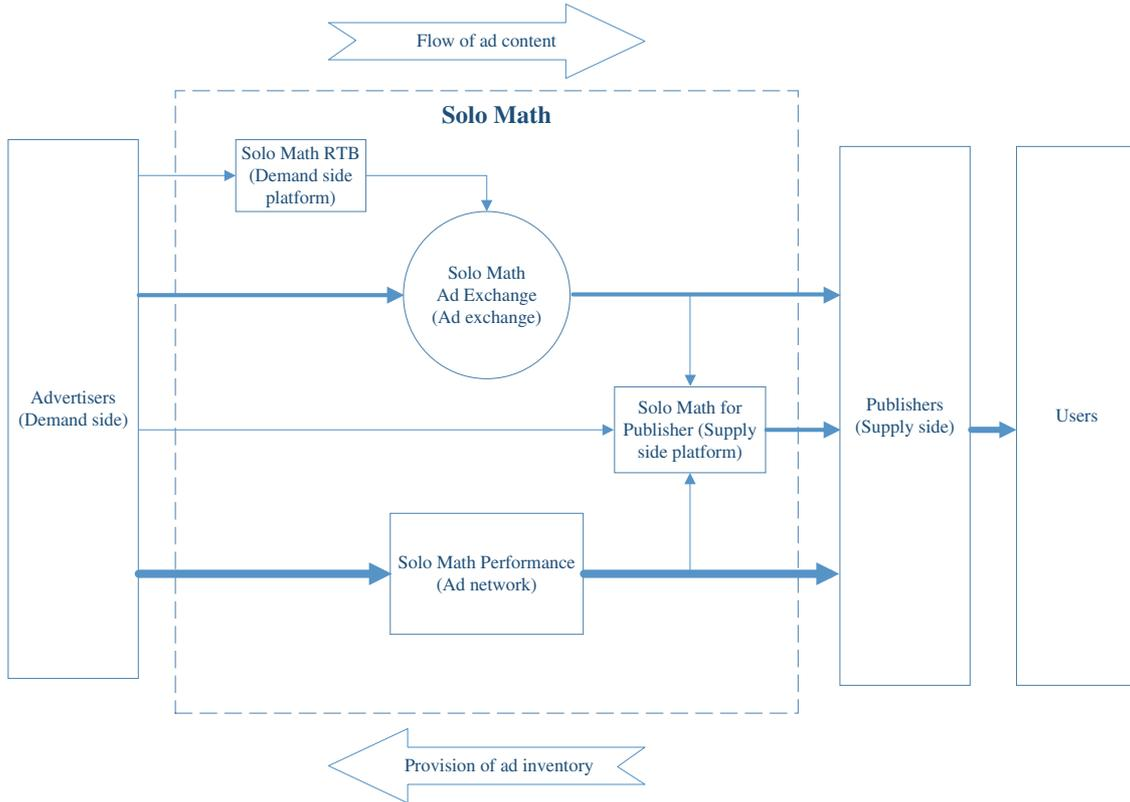 Flow of ad content
Solo Math
Solo Math RTB
(Demand side
platform)
Solo Math
Ad Exchange
(Ad exchange)
Advertisers
(Demand side)
Solo Math for
Publisher (Supply
side platform)
Publishers
(Supply side)
Users
Solo Math Performance
(Ad network)
Provision of ad inventory